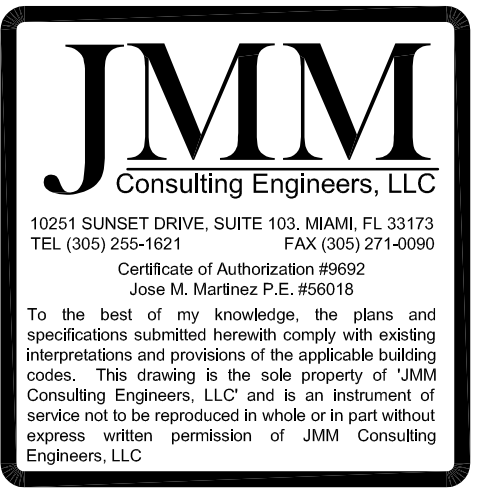 JMM
Consulting Engineers, LLC
10251 SUNSET DRIVE, SUITE 103. MIAMI, FL 33173
TEL (305) 255-1621 FAX (305) 271-0090
Certificate of Authorization #9692
Jose M. Martinez P.E. #56018
To the best of my knowledge, the plans and
specifications submitted herewith comply with existing
interpretations and provisions of the applicable building
codes. This drawing is the sole property of 'JMM
Consulting Engineers, LLC' and is an instrument of
service not to be reproduced in whole or in part without
express written permission of JMM Consulting
Engineers, LLC